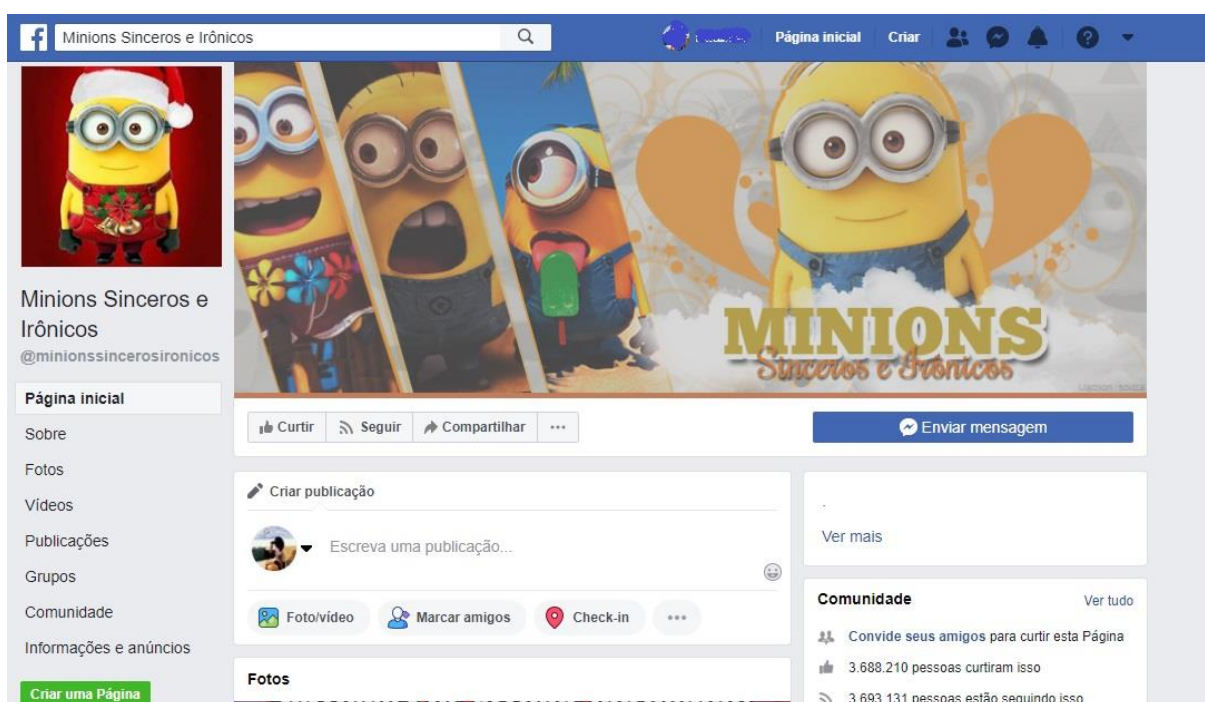 Minions Sinceros e Irônicos
Página inicial
Criar
Minions Sinceros e
Irônicos
@minionssincerosironicos
Página inicial
Sobre
Fotos
Vídeos
Publicações
Grupos
Comunidade
Informações e anúncios
Criar uma Página
MINIONS
Sinceros e Irônicos
Curtir
Seguir
Compartilhar
Enviar mensagem
Criar publicação
Escreva uma publicação...
Foto/vídeo
Marcar amigos
Check-in
Fotos
.
Ver mais
Comunidade
Ver tudo
Convide seus amigos para curtir esta Página
3.688.210 pessoas curtiram isso
3.693.131 pessoas estão seguindo isso